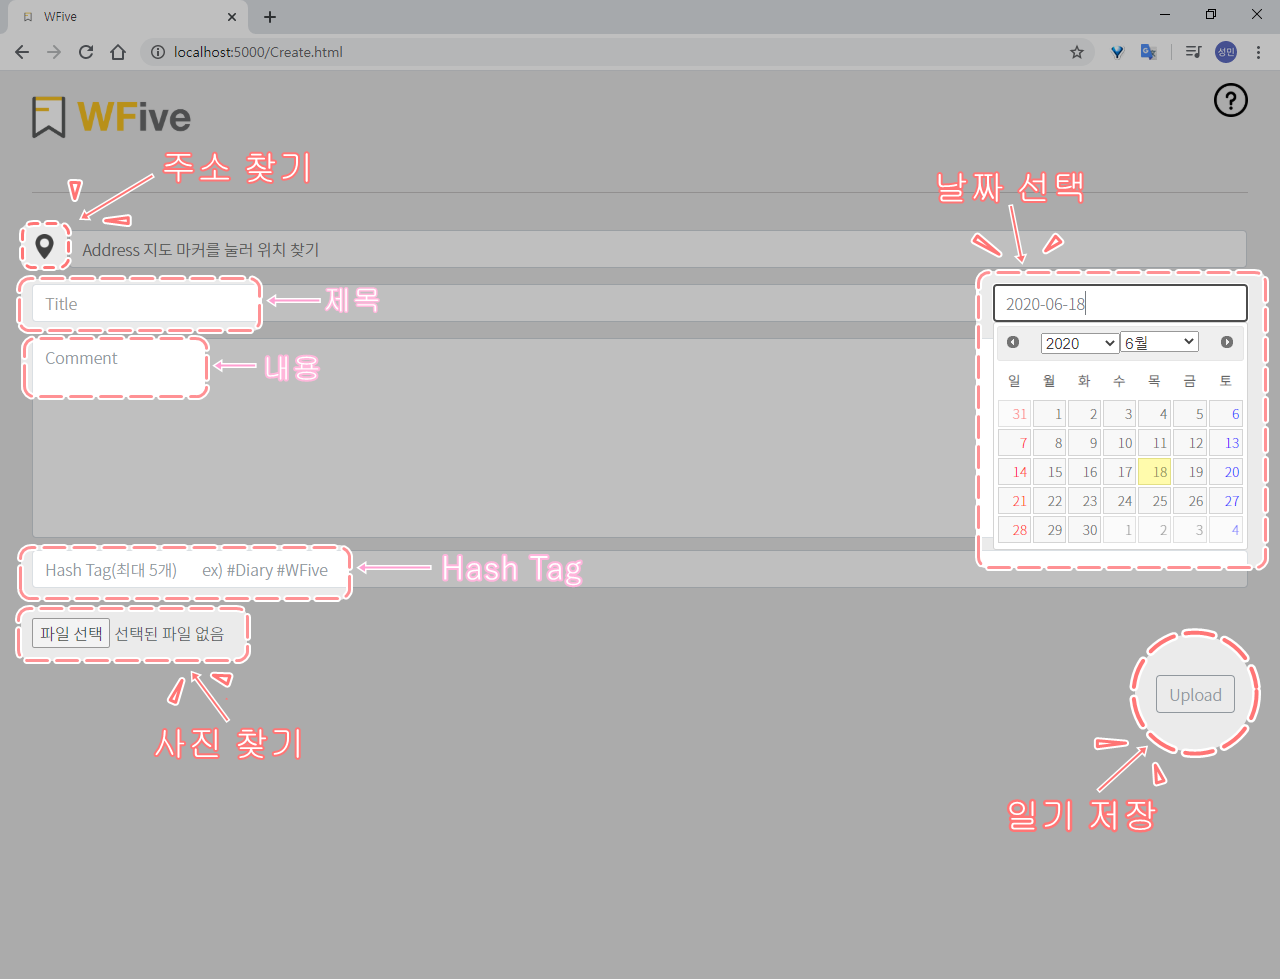 WFive
localhost:5000/Create.html
성민
WFive
주소 찾기
날짜 선택
Address 지도 마커를 눌러 위치 찾기
Title
제목
2020-06-18
Comment
내용
2020 6월
일 월 화 수 목 금 토
31 1 2 3 4 5 6
7 8 9 10 11 12 13
14 15 16 17 18 19 20
21 22 23 24 25 26 27
28 29 30 1 2 3 4
Hash Tag(최대 5개) ex) #Diary #WFive
Hash Tag
파일 선택 선택된 파일 없음
Upload
사진 찾기
일기 저장